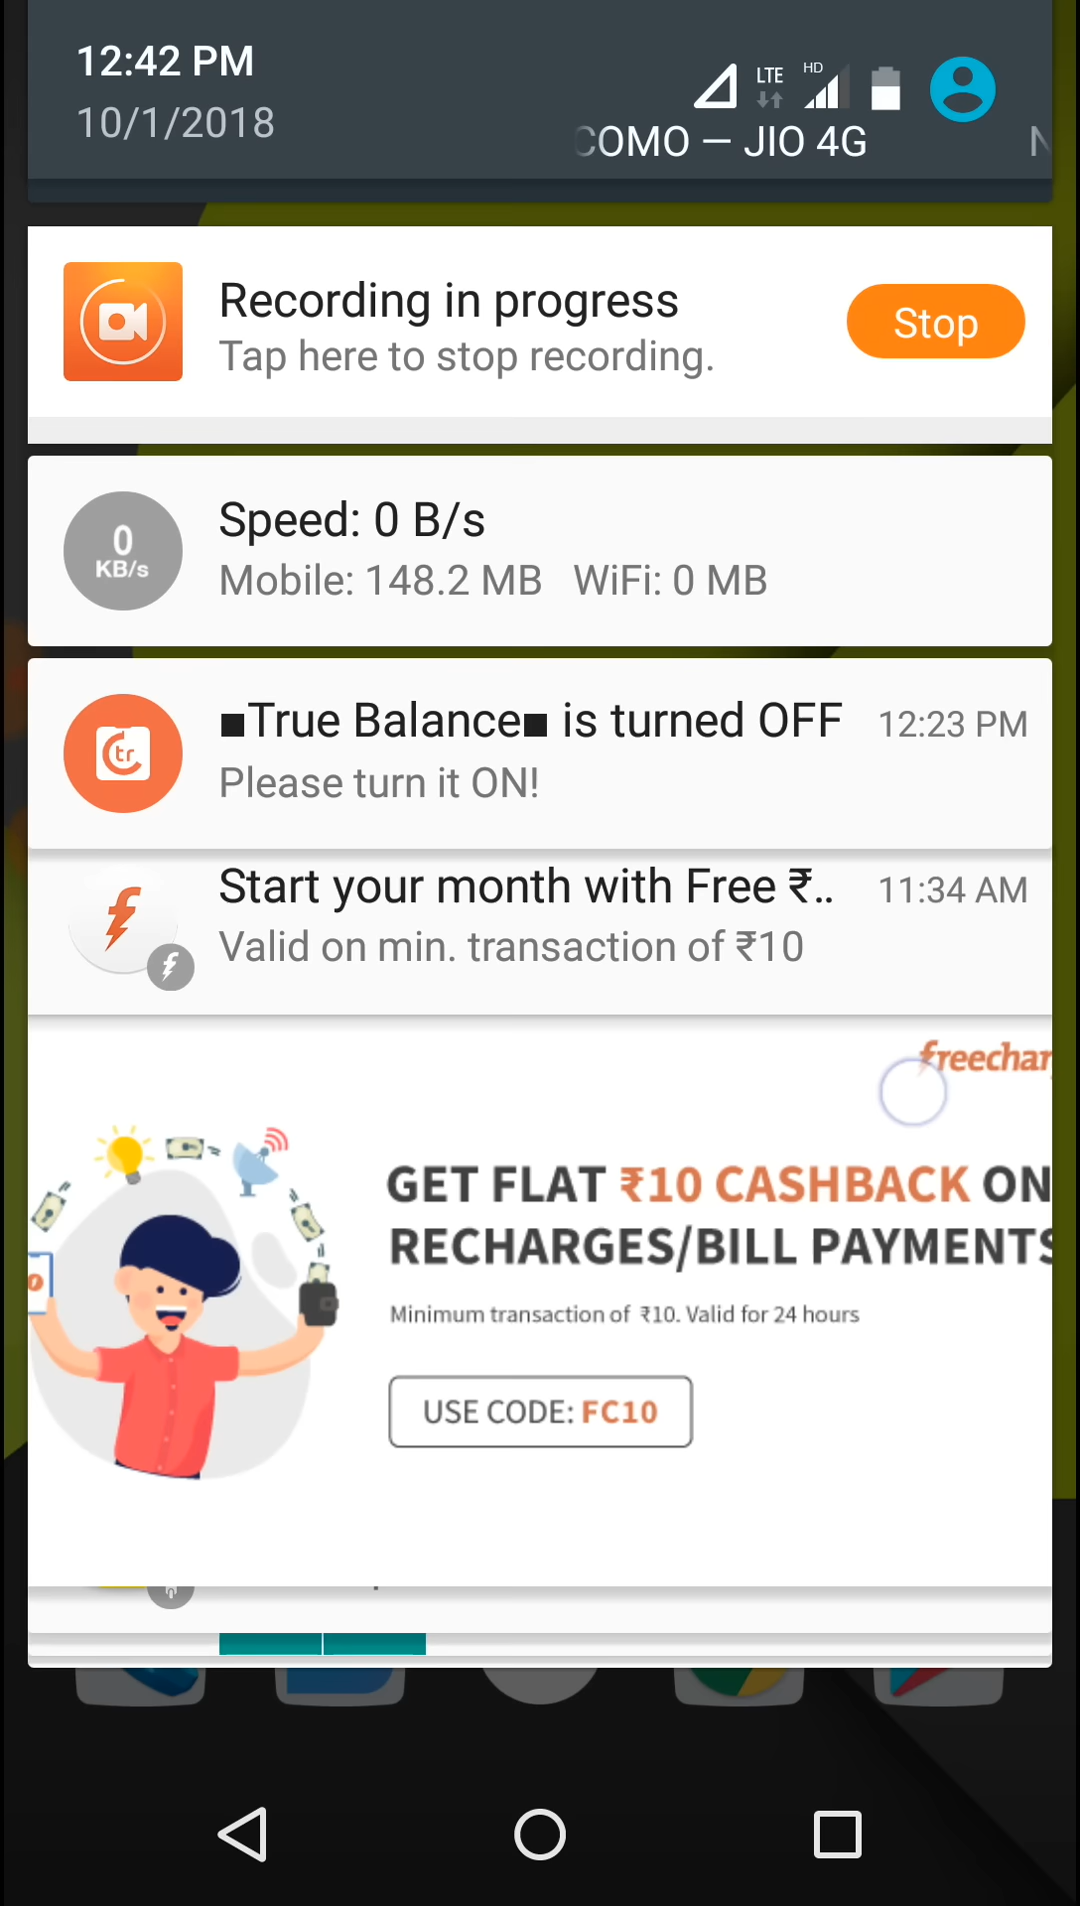 12:42 PM
10/1/2018
LTE
HD
COMO — JIO 4G
Recording in progress
Tap here to stop recording.
Stop
0
KB/s
Speed: 0 B/s
Mobile: 148.2 MB WiFi: 0 MB
tr
■True Balance■ is turned OFF
12:23 PM
Please turn it ON!
Start your month with Free ₹..
11:34 AM
Valid on min. transaction of ₹10
freechar
GET FLAT ₹10 CASHBACK ON
RECHARGES/BILL PAYMENTS
Minimum transaction of ₹10. Valid for 24 hours
USE CODE: FC10